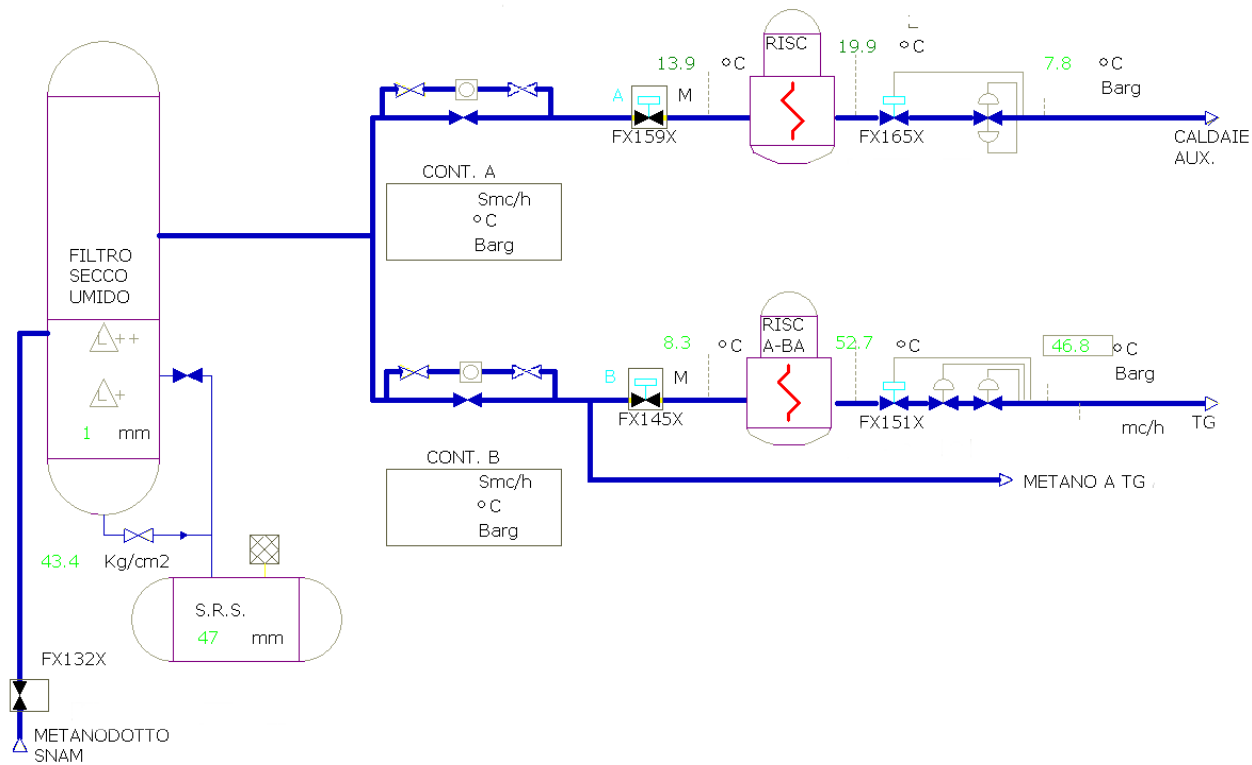 RISC
19.9 °C
13.9 °C
7.8 °C
Barg
A M
FX159X
FX165X
CALDAIE
AUX.
CONT. A
Smc/h
°C
Barg
FILTRO
SECCO
UMIDO
L++
L+
1 mm
RISC
A-BA
8.3 °C
52.7 °C
46.8 °C
Barg
B M
FX145X
FX151X
mc/h
TG
CONT. B
Smc/h
°C
Barg
METANO A TG
43.4 Kg/cm2
S.R.S.
47 mm
FX132X
METANODOTTO
SNAM